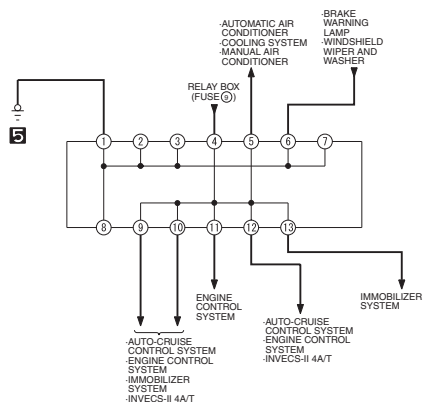 ·AUTOMATIC AIR
CONDITIONER
·COOLING SYSTEM
·MANUAL AIR
CONDITIONER
·BRAKE
WARNING
LAMP
·WINDSHIELD
WIPER AND
WASHER
RELAY BOX
(FUSE⑨)
5
1 2 3 4 5 6 7
8 9 10 11 12 13
ENGINE
CONTROL
SYSTEM
IMMOBILIZER
SYSTEM
·AUTO-CRUISE
CONTROL SYSTEM
·ENGINE CONTROL
SYSTEM
·INVECS-II 4A/T
·AUTO-CRUISE
CONTROL SYSTEM
·ENGINE CONTROL
SYSTEM
·IMMOBILIZER
SYSTEM
·INVECS-II 4A/T